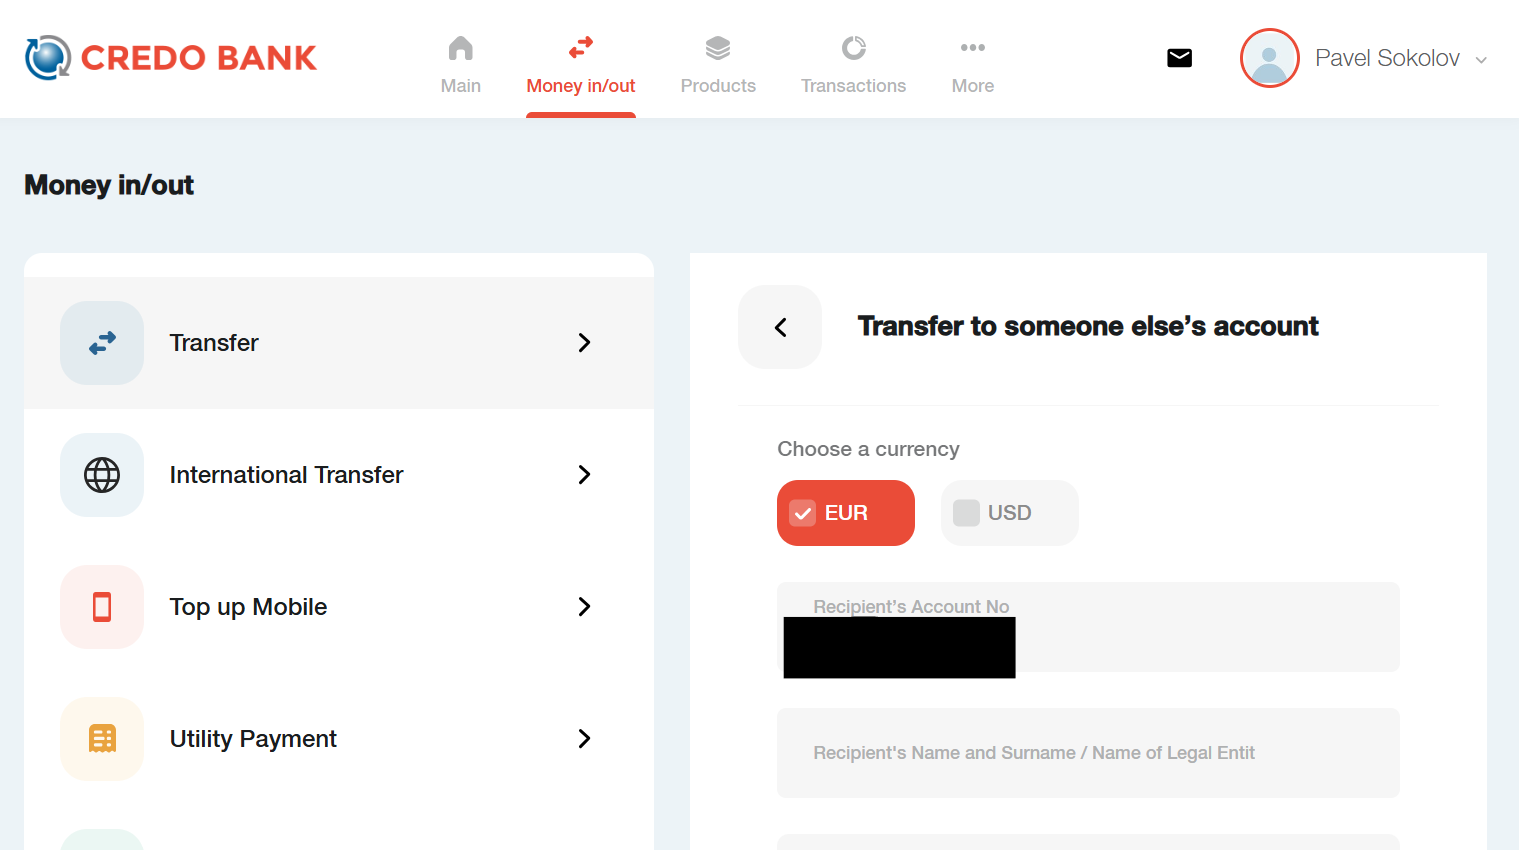 CREDO BANK
Main
Money in/out
Products
Transactions
More
Pavel Sokolov
Money in/out
Transfer
International Transfer
Top up Mobile
Utility Payment
Transfer to someone else’s account
Choose a currency
EUR
USD
Recipient’s Account No
Recipient’s Name and Surname / Name of Legal Entit